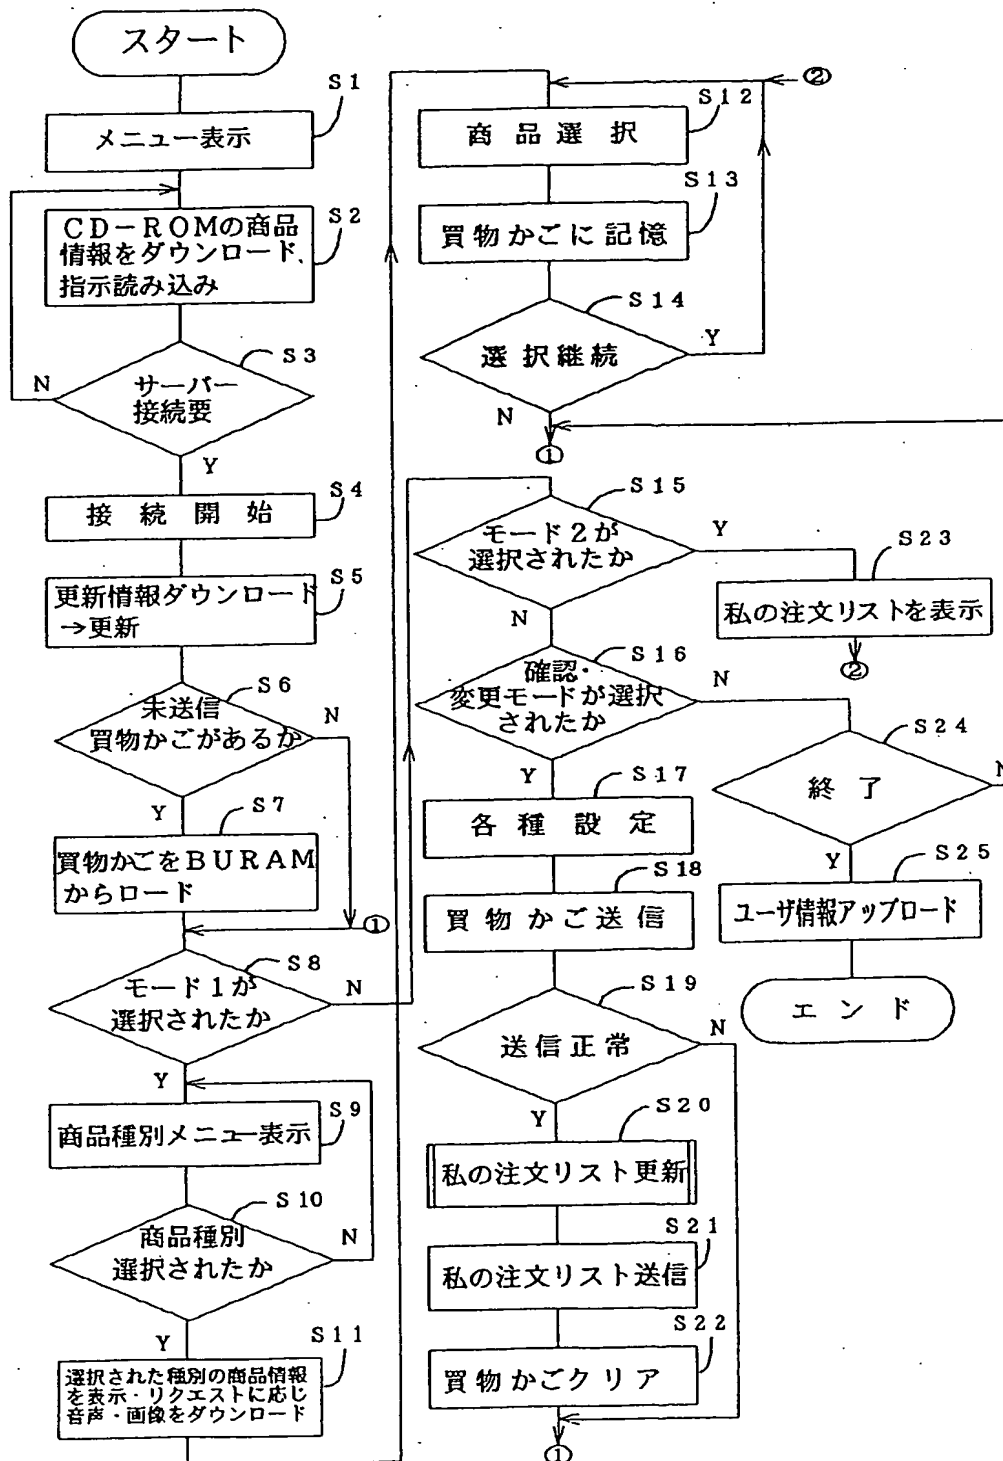 スタート
S1
メニュー表示
S2
CD-ROMの商品
情報をダウンロード、
指示読み込み
S3
サーバー
接続要
N
Y
S4
接続開始
S5
更新情報ダウンロード
→更新
S6
未送信
買物かごがあるか
N
Y
S7
買物かごをBURAM
からロード
①
S8
モード1が
選択されたか
N
Y
S9
商品種別メニュー表示
S10
商品種別
選択されたか
N
Y
S11
選択された種別の商品情報
を表示・リクエストに応じ
音声・画像をダウンロード
②
S12
商品選択
S13
買物かごに記憶
S14
選択継続
Y
N
①
S15
モード2が
選択されたか
Y
N
S23
私の注文リストを表示
②
S16
確認・
変更モードが選択
されたか
N
Y
S24
終了
N
Y
S25
ユーザ情報アップロード
エンド
S17
各種設定
S18
買物かご送信
S19
送信正常
N
Y
S20
私の注文リスト更新
S21
私の注文リスト送信
S22
買物かごクリア
①